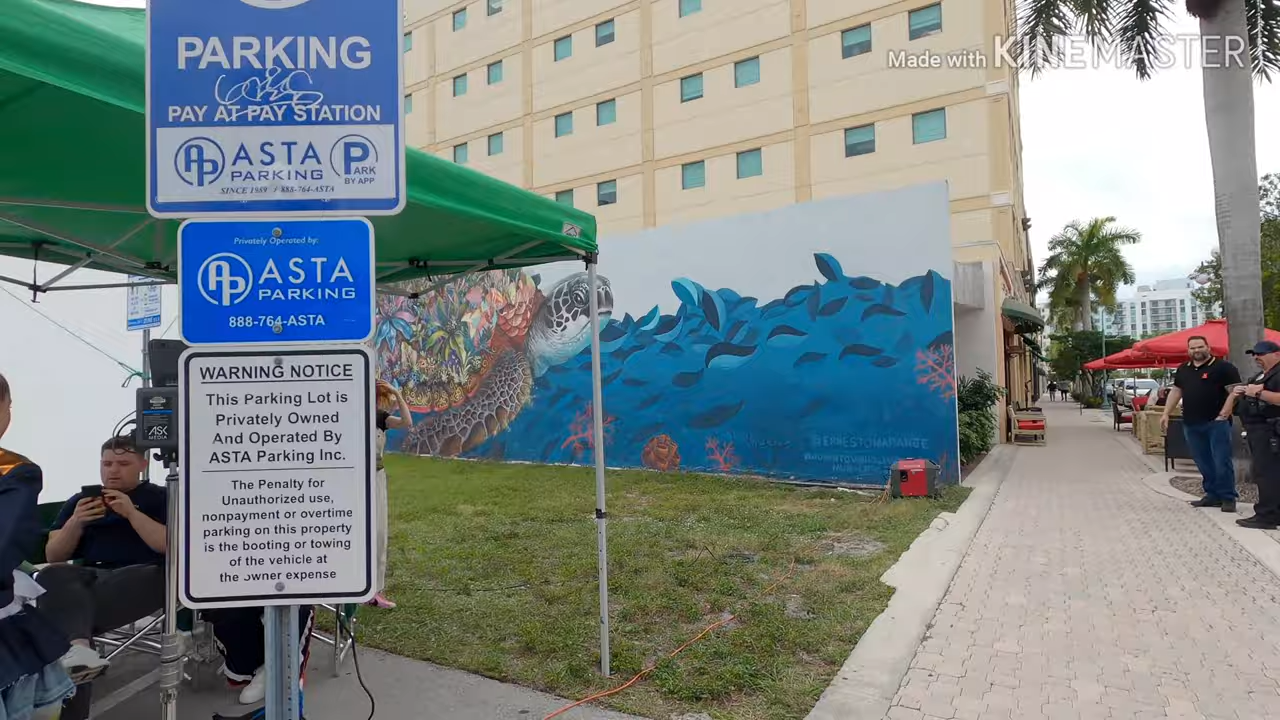 PARKING
PAY AT PAY STATION
AP ASTA PARKING
P PARK BY APP
SINCE 1989 / 888-764-ASTA
Privately Operated by:
AP ASTA PARKING
888-764-ASTA
WARNING NOTICE
This Parking Lot is
Privately Owned
And Operated By
ASTA Parking Inc.
The Penalty for
Unauthorized use,
nonpayment or overtime
parking on this property
is the booting or towing
of the vehicle at
the owner expense
ASK
MEDIA
@ERNESTOMARANGE
Made with KINEMASTER